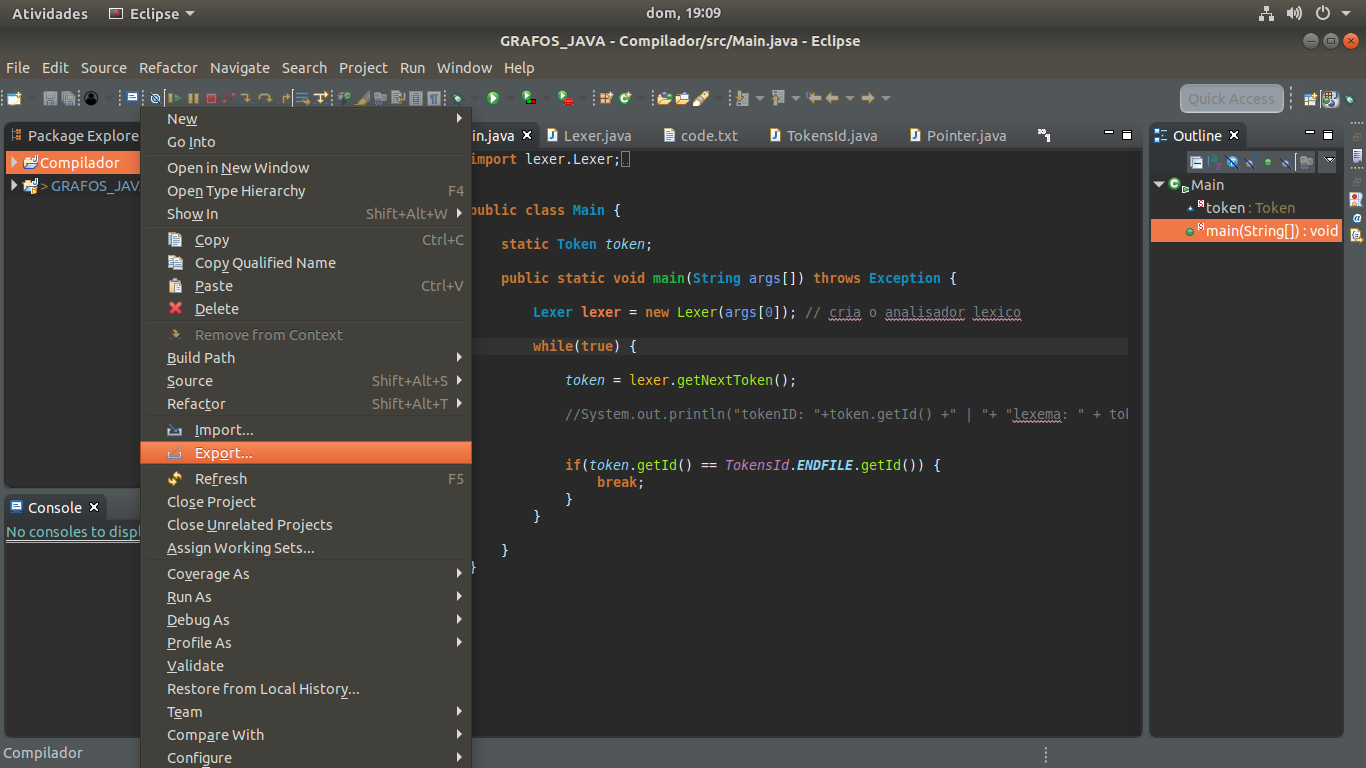 Atividades Eclipse dom, 19:09
GRAFOS_JAVA - Compilador/src/Main.java - Eclipse
File Edit Source Refactor Navigate Search Project Run Window Help
Quick Access
Package Explore
Compilador
> GRAFOS_JAV
Console
No consoles to displ
New
Go Into
Open in New Window
Open Type Hierarchy F4
Show In Shift+Alt+W
Copy Ctrl+C
Copy Qualified Name
Paste Ctrl+V
Delete
Remove from Context
Build Path
Source Shift+Alt+S
Refactor Shift+Alt+T
Import...
Export...
Refresh F5
Close Project
Close Unrelated Projects
Assign Working Sets...
Coverage As
Run As
Debug As
Profile As
Validate
Restore from Local History...
Team
Compare With
Configure
in.java Lexer.java code.txt TokensId.java Pointer.java »1
import lexer.Lexer;
public class Main {
static Token token;
public static void main(String args[]) throws Exception {
Lexer lexer = new Lexer(args[0]); // cria o analisador lexico
while(true) {
token = lexer.getNextToken();
//System.out.println("tokenID: "+token.getId() +" | "+ "lexema: " + tok
if(token.getId() == TokensId.ENDFILE.getId()) {
break;
}
}
}
}
Outline
Main
token : Token
main(String[]) : void
Compilador